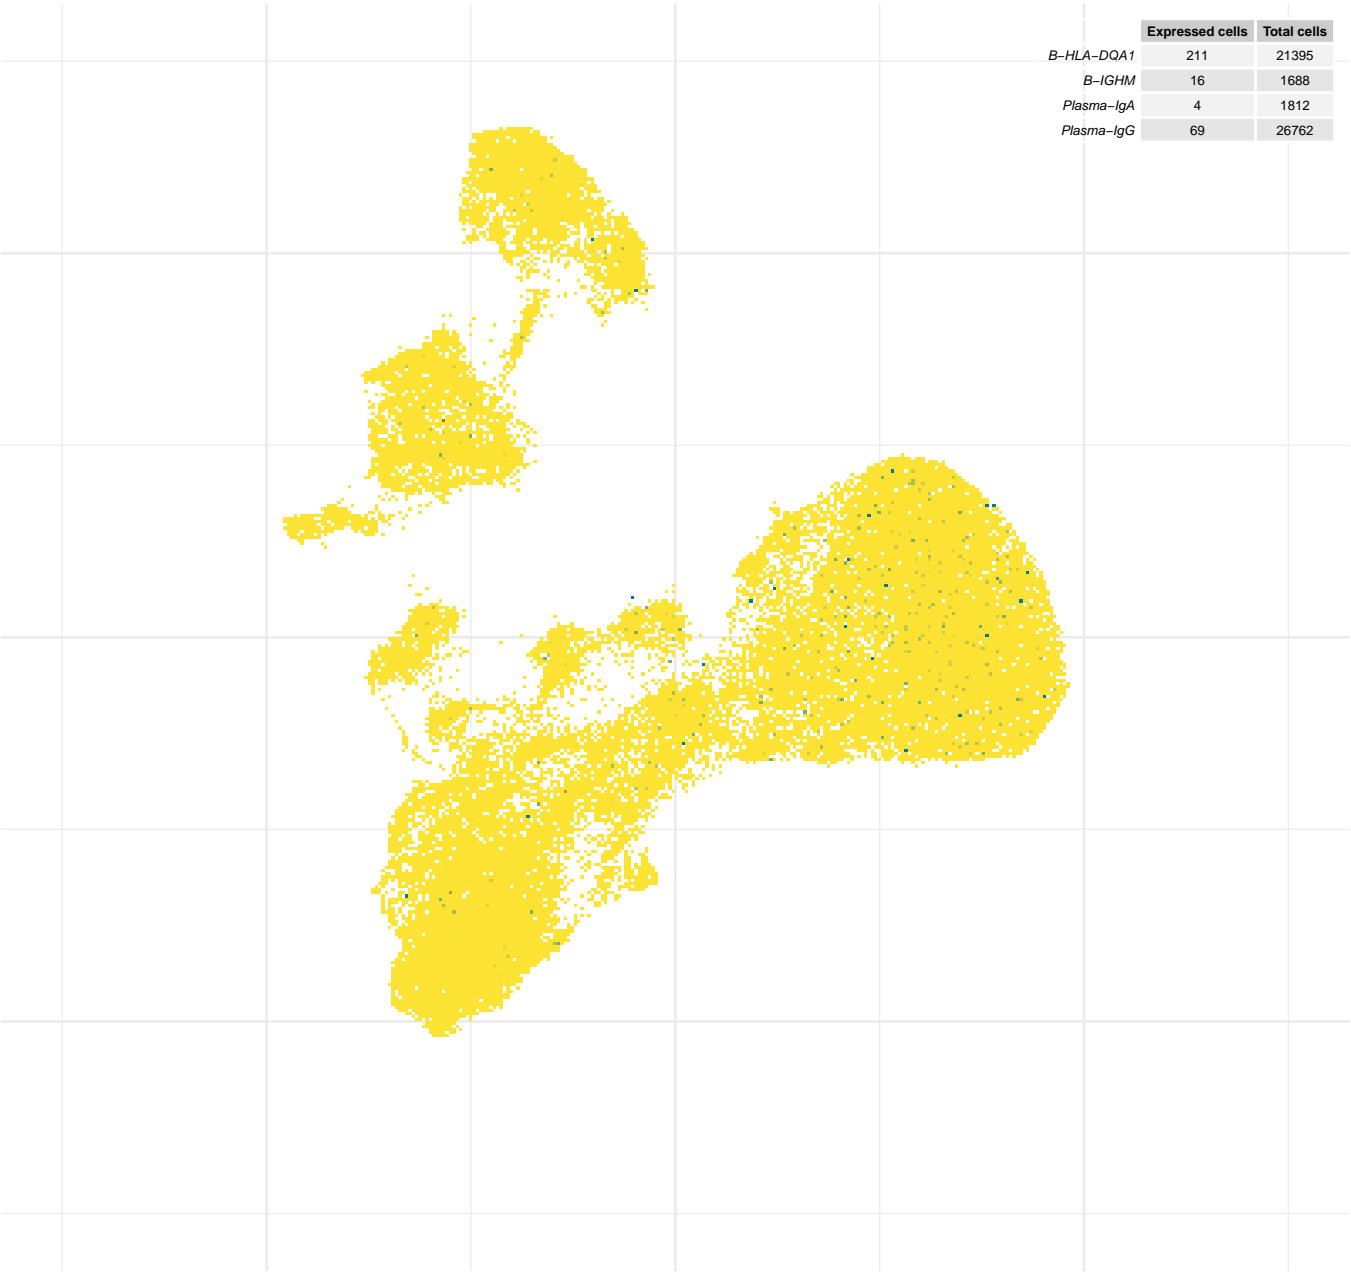 Expressed cells Total cells
B−HLA−DQA1 211 21395
B−IGHM 16 1688
Plasma−IgA 4 1812
Plasma−IgG 69 26762